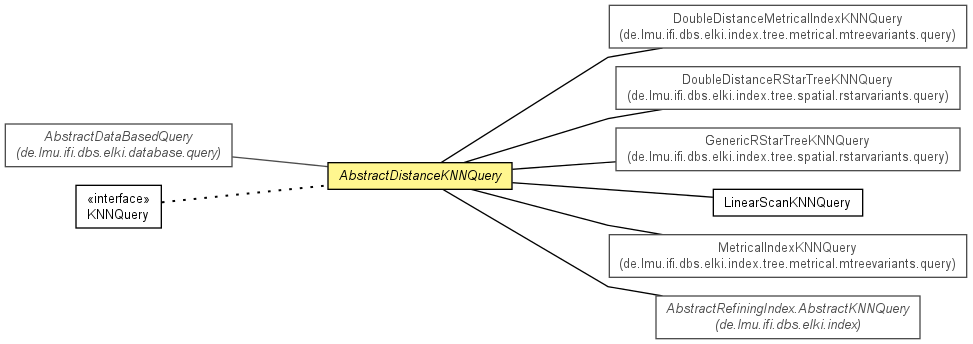 AbstractDataBasedQuery
(de.lmu.ifi.dbs.elki.database.query)
«interface»
KNNQuery
AbstractDistanceKNNQuery
DoubleDistanceMetricalIndexKNNQuery
(de.lmu.ifi.dbs.elki.index.tree.metrical.mtreevariants.query)
DoubleDistanceRStarTreeKNNQuery
(de.lmu.ifi.dbs.elki.index.tree.spatial.rstarvariants.query)
GenericRStarTreeKNNQuery
(de.lmu.ifi.dbs.elki.index.tree.spatial.rstarvariants.query)
LinearScanKNNQuery
MetricalIndexKNNQuery
(de.lmu.ifi.dbs.elki.index.tree.metrical.mtreevariants.query)
AbstractRefiningIndex.AbstractKNNQuery
(de.lmu.ifi.dbs.elki.index)